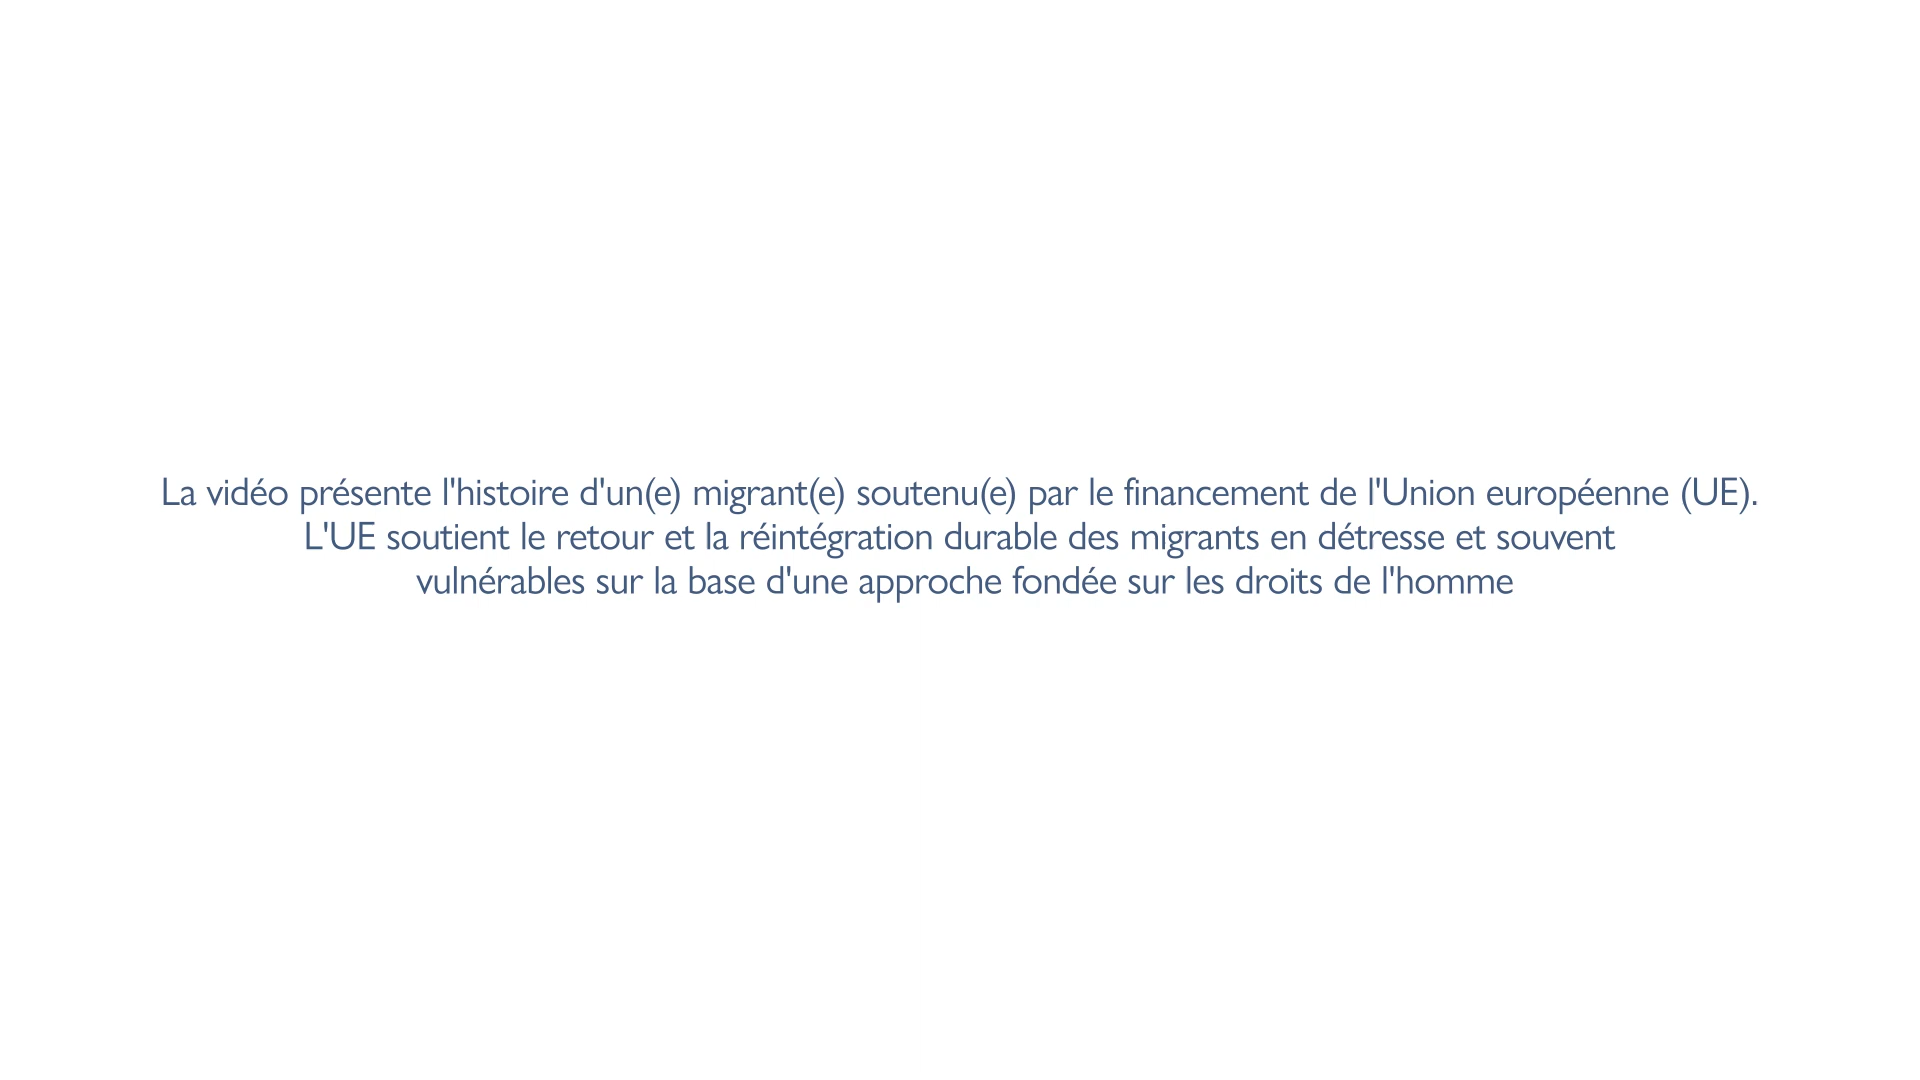 La vidéo présente l'histoire d'un(e) migrant(e) soutenu(e) par le financement de l'Union européenne (UE).
L'UE soutient le retour et la réintégration durable des migrants en détresse et souvent
vulnérables sur la base d'une approche fondée sur les droits de l'homme